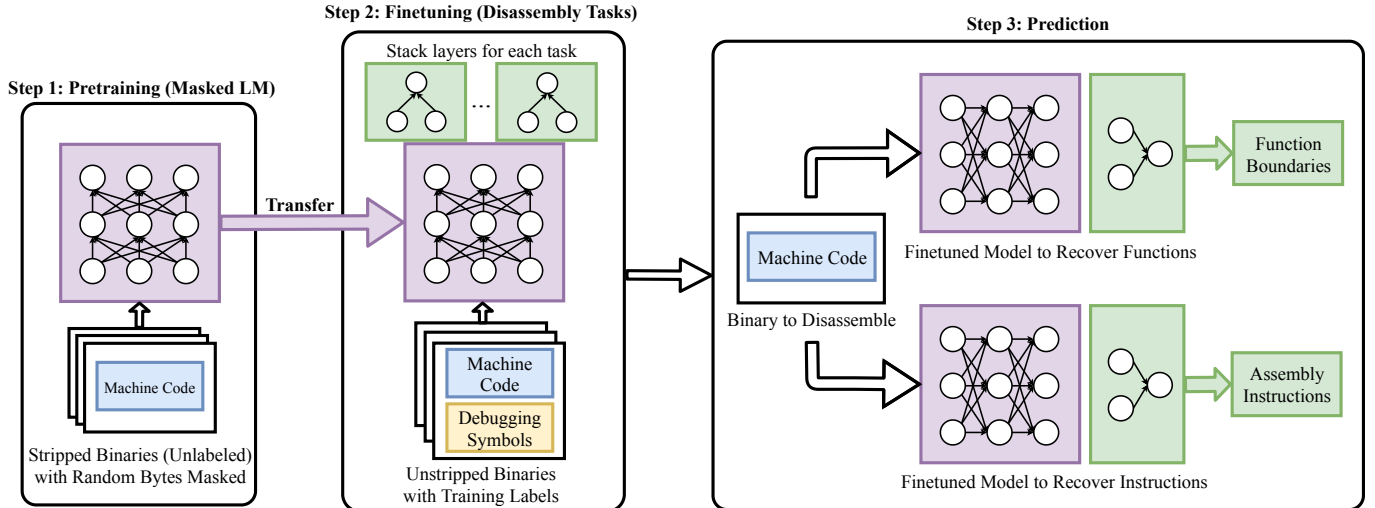 Step 1: Pretraining (Masked LM)
Machine Code
Stripped Binaries (Unlabeled)
with Random Bytes Masked
Transfer
Step 2: Finetuning (Disassembly Tasks)
Stack layers for each task
...
Machine
Code
Debugging
Symbols
Unstripped Binaries
with Training Labels
Step 3: Prediction
Machine Code
Binary to Disassemble
Finetuned Model to Recover Functions
Function
Boundaries
Finetuned Model to Recover Instructions
Assembly
Instructions